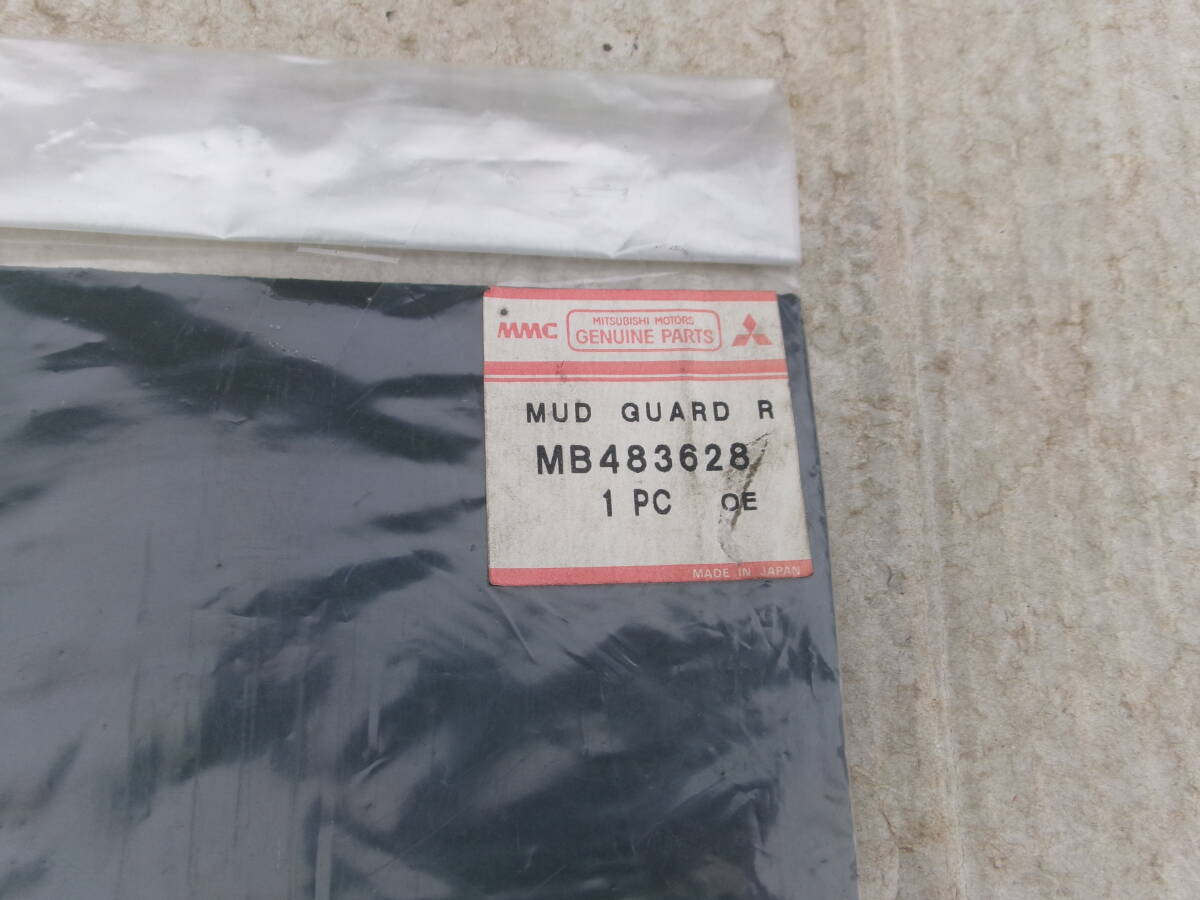 MMC
MITSUBISHI MOTORS
GENUINE PARTS
MUD GUARD R
MB483628
1 PC OE
MADE IN JAPAN